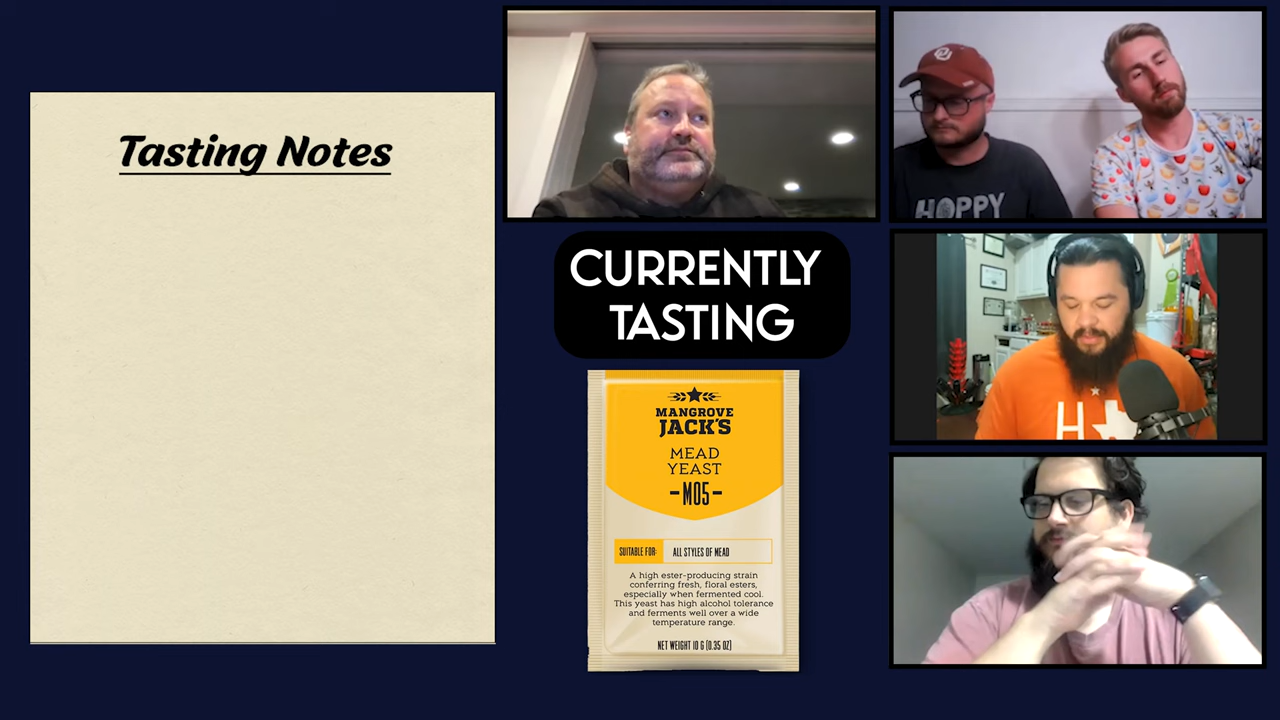 Tasting Notes
CURRENTLY
TASTING
MANGROVE
JACK'S
MEAD
YEAST
-M05-
SUITABLE FOR: ALL STYLES OF MEAD
A high ester-producing strain
conferring fresh, floral esters,
especially when fermented cool.
This yeast has high alcohol tolerance
and ferments well over a wide
temperature range.
NET WEIGHT 10 G (0.35 OZ)
OU
HOPPY
H